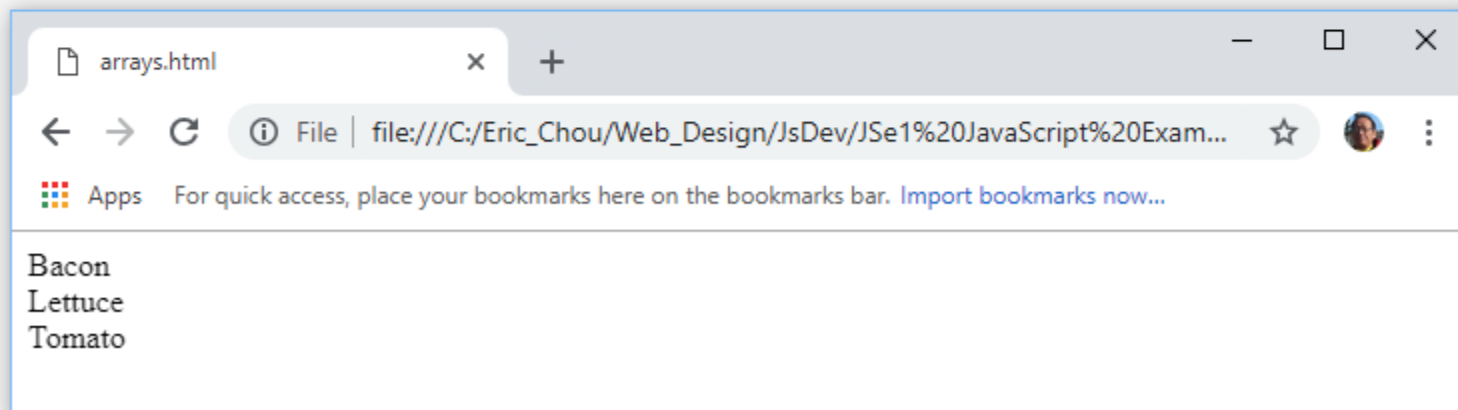 arrays.html
File file:///C:/Eric_Chou/Web_Design/JsDev/JSe1%20JavaScript%20Exam...
Apps For quick access, place your bookmarks here on the bookmarks bar. Import bookmarks now...
Bacon
Lettuce
Tomato